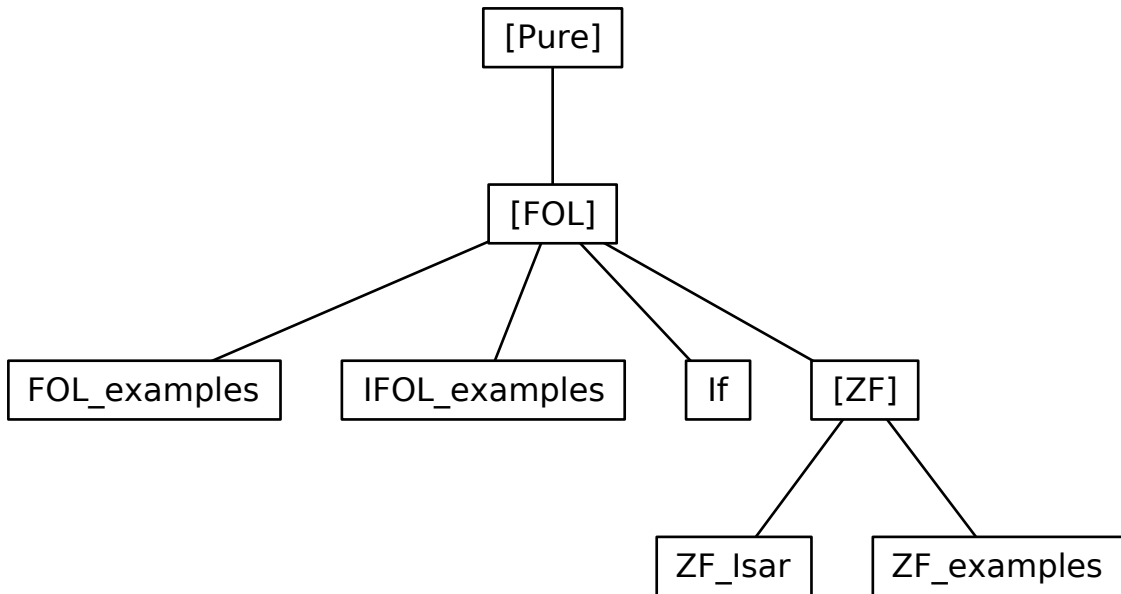 [Pure]
[FOL]
FOL_examples
IFOL_examples
If
[ZF]
ZF_Isar
ZF_examples